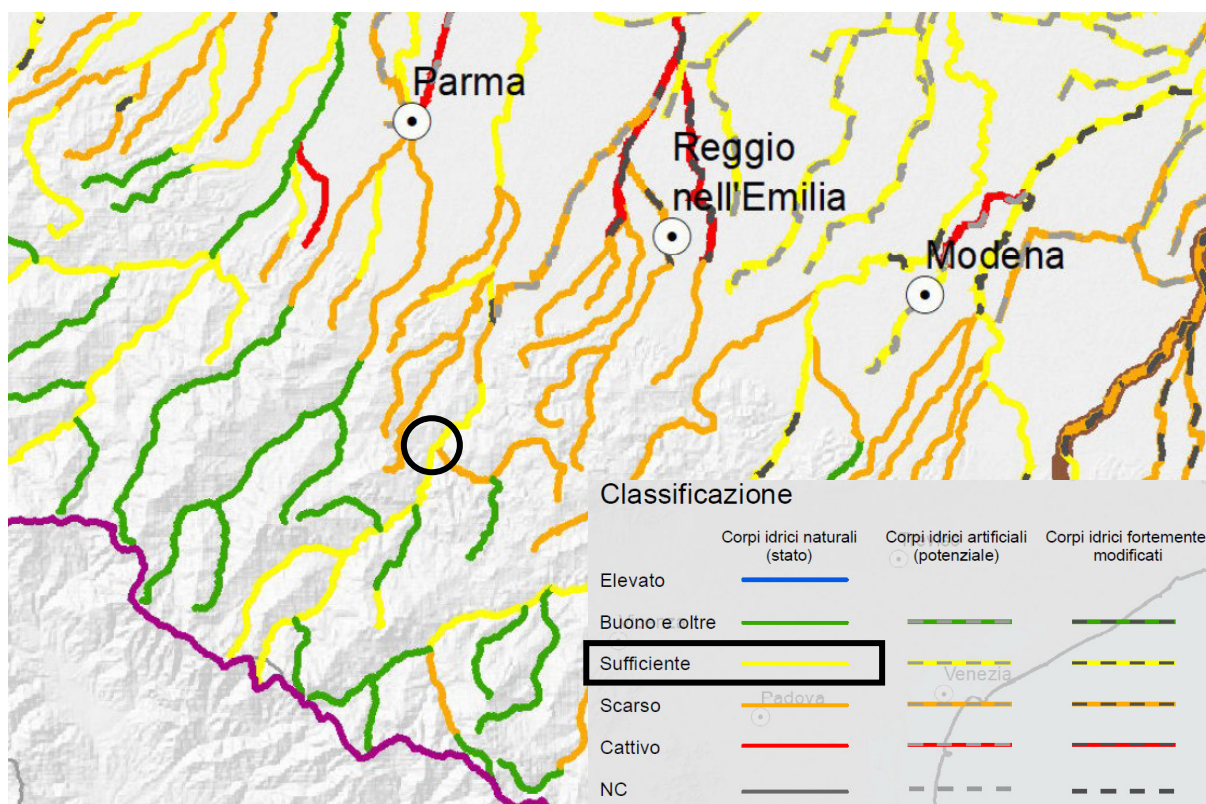 Parma
Reggio
nell'Emilia
Modena
Classificazione
Corpi idrici naturali
(stato)
Corpi idrici artificiali
(potenziale)
Corpi idrici fortemente
modificati
Elevato
Buono e oltre
Sufficiente
Venezia
Scarso
Padova
Cattivo
NC